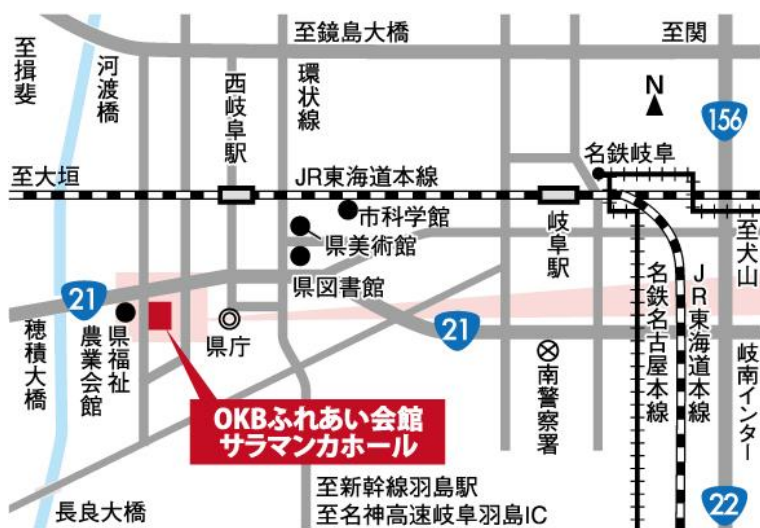 至鏡島大橋
至関
至揖斐
河渡橋
西岐阜駅
環状線
N
156
名鉄岐阜
至大垣
JR東海道本線
市科学館
県美術館
岐阜駅
至犬山
県図書館
21
穂積大橋
県福祉
農業会館
県庁
21
南警察署
名鉄名古屋本線
JR東海道本線
岐南インター
OKBふれあい会館
サラマンカホール
長良大橋
至新幹線羽島駅
至名神高速岐阜羽島IC
22